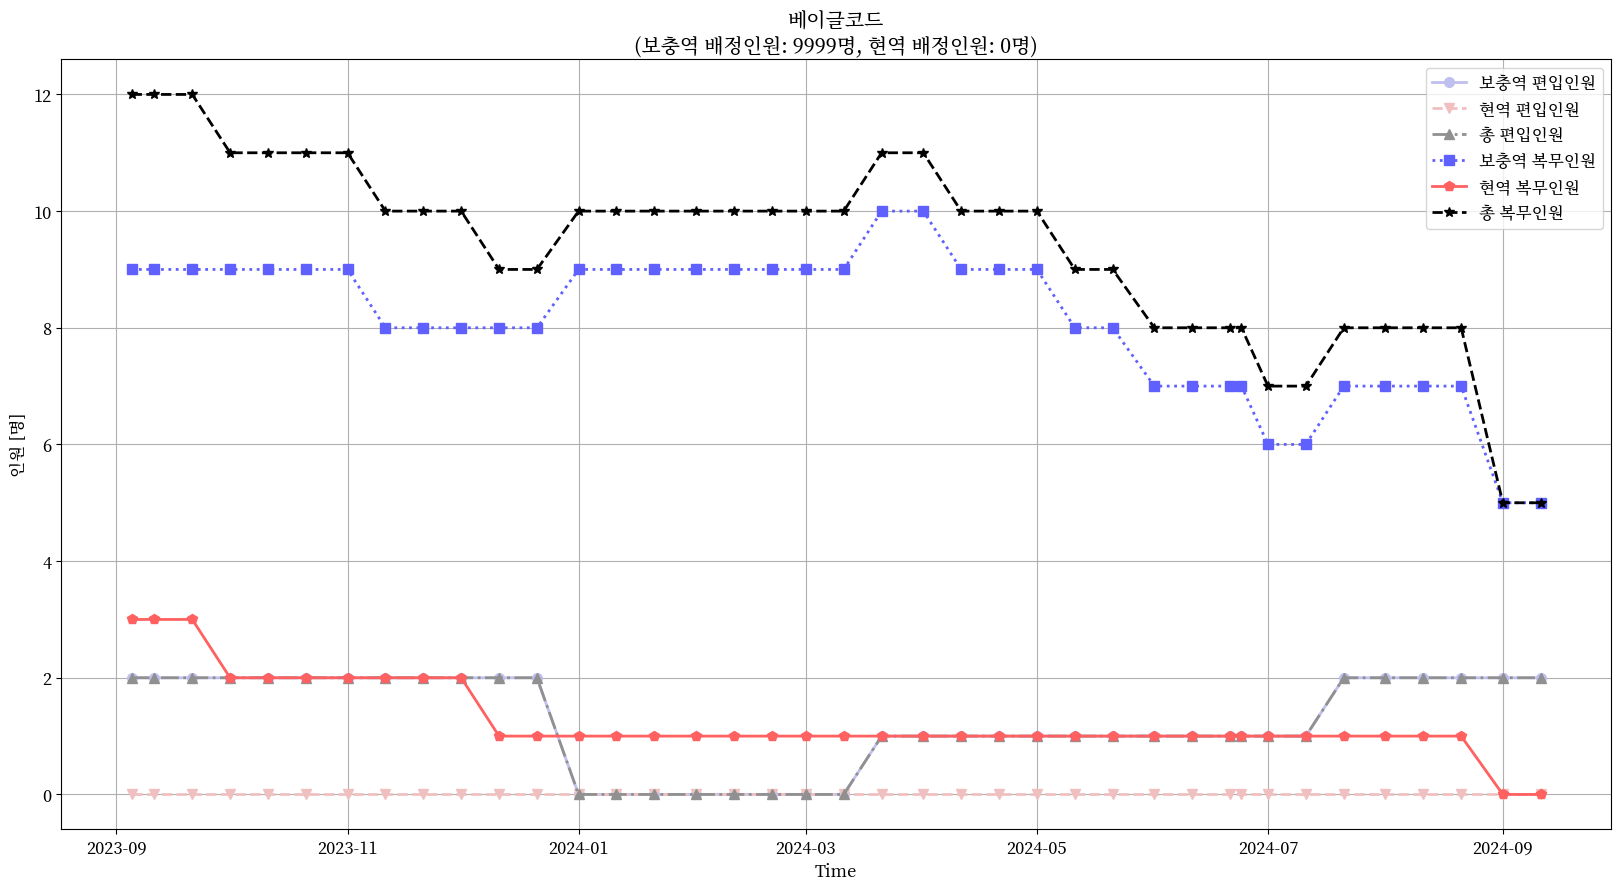 베이글코드
(보충역 배정인원: 9999명, 현역 배정인원: 0명)
보충역 편입인원
현역 편입인원
총 편입인원
보충역 복무인원
현역 복무인원
총 복무인원
12
10
8
6
4
2
0
인원 [명]
2023-09
2023-11
2024-01
2024-03
2024-05
2024-07
2024-09
Time